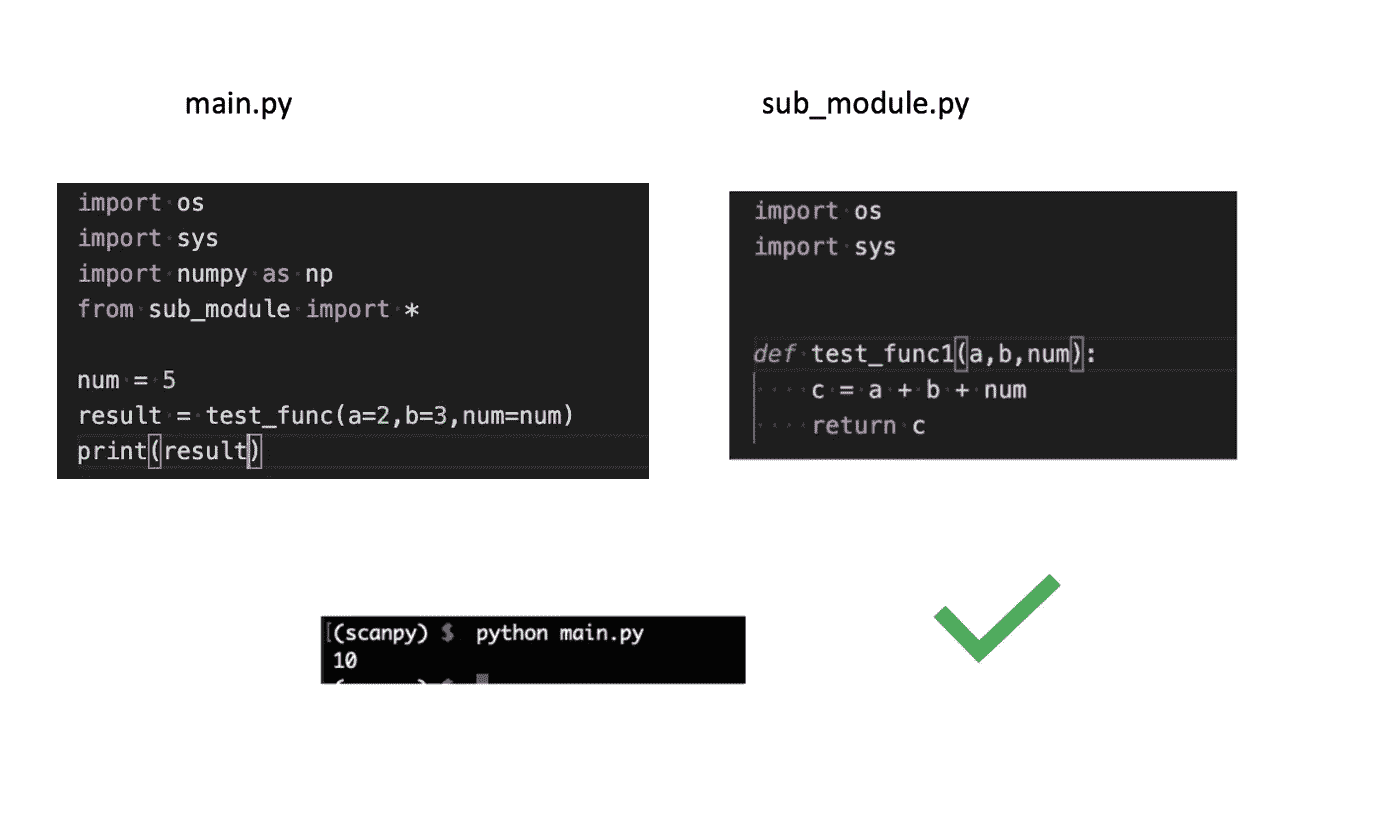 main.py
import os
import sys
import numpy as np
from sub_module import *
num = 5
result = test_func(a=2,b=3,num=num)
print(result)
sub_module.py
import os
import sys
def test_func1(a,b,num):
c = a + b + num
return c
[(scanpy) $ python main.py
10